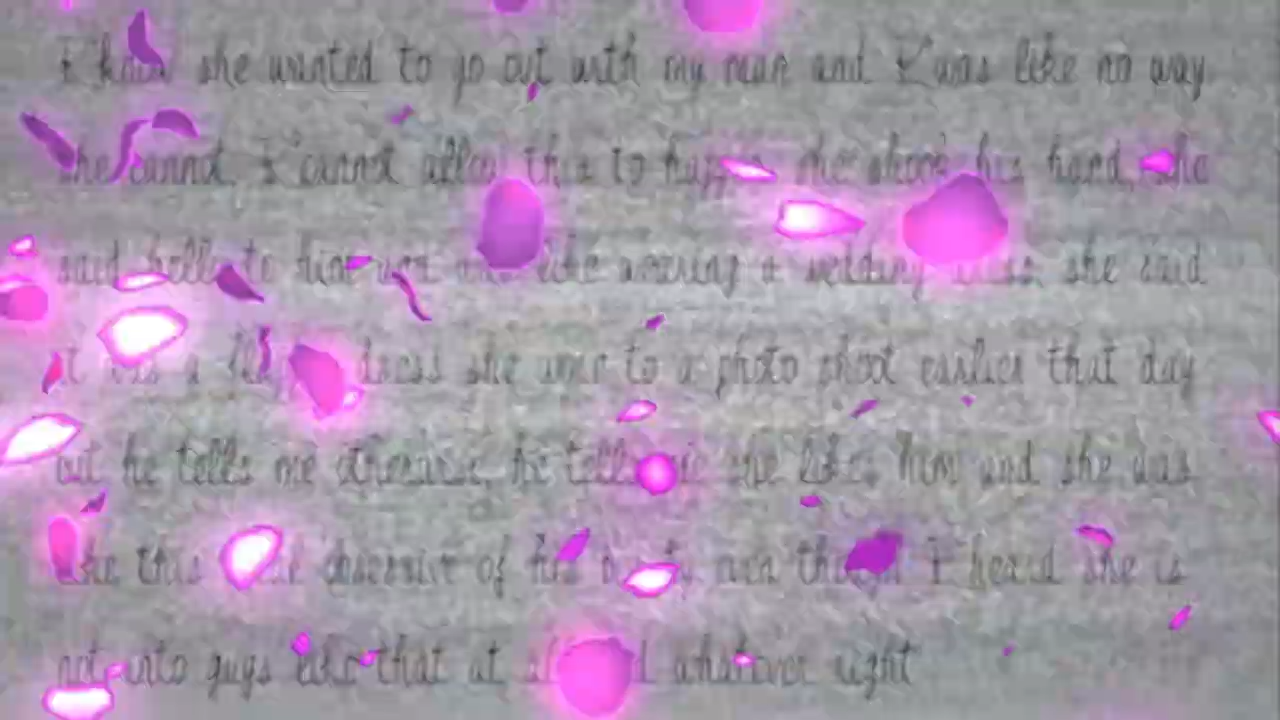 I know she wanted to go out with my man and I was like no way
she cannot, I cannot allow this to happen she shook his hand, she
said hello to him was like wearing a wedding dress she said
it was a dress she wore to a photo shoot earlier that day
but he tells me otherwise, he tells me she likes him and she was
like this of his even though I heard she is
not into guys like that at all and whatever right